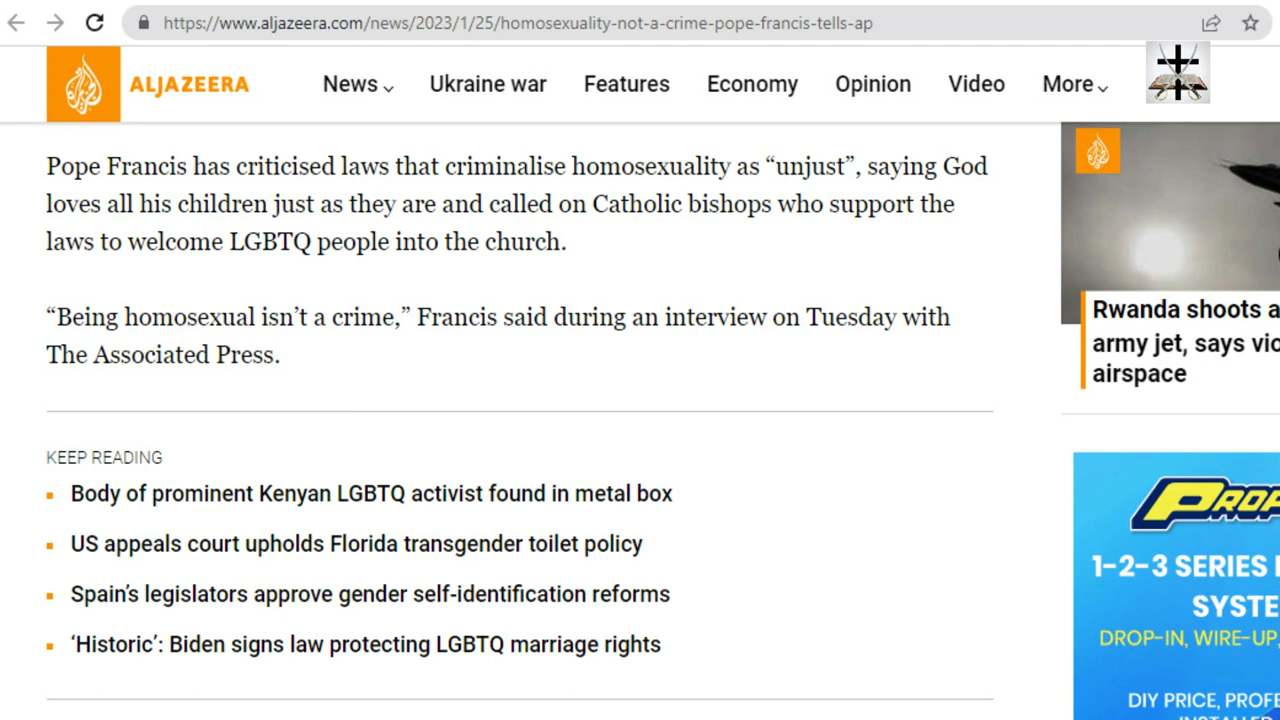 https://www.aljazeera.com/news/2023/1/25/homosexuality-not-a-crime-pope-francis-tells-ap
ALJAZEERA News Ukraine war Features Economy Opinion Video More
Pope Francis has criticised laws that criminalise homosexuality as “unjust”, saying God
loves all his children just as they are and called on Catholic bishops who support the
laws to welcome LGBTQ people into the church.
“Being homosexual isn’t a crime,” Francis said during an interview on Tuesday with
The Associated Press.
KEEP READING
Body of prominent Kenyan LGBTQ activist found in metal box
US appeals court upholds Florida transgender toilet policy
Spain’s legislators approve gender self-identification reforms
‘Historic’: Biden signs law protecting LGBTQ marriage rights
Rwanda shoots a
army jet, says vio
airspace
PROP
1-2-3 SERIES
SYSTE
DROP-IN, WIRE-UP,
DIY PRICE, PROFE
INSTALLED